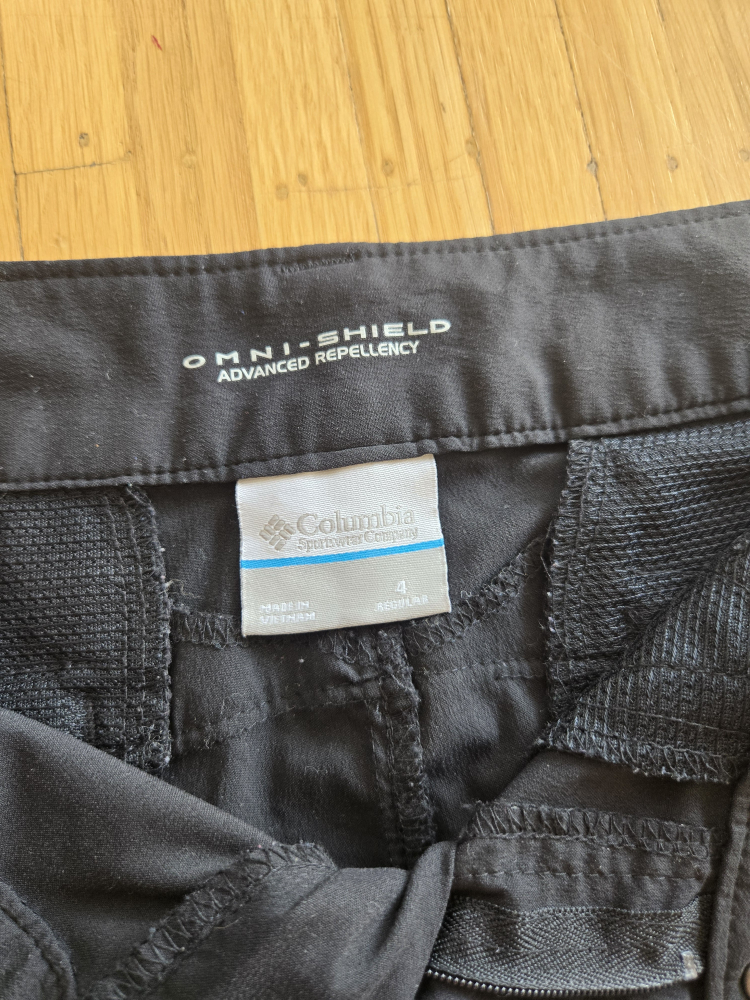 OMNI-SHIELD
ADVANCED REPELLENCY
Columbia
Sportswear Company
4
MADE IN REGULAR
VIETNAM